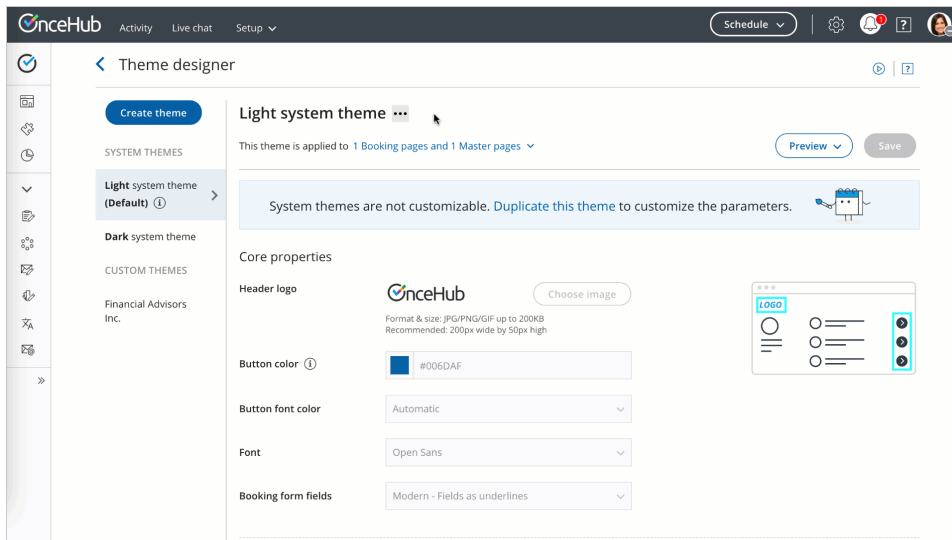 OnceHub Activity Live chat Setup Schedule 1 ?
Theme designer ?
Create theme
SYSTEM THEMES
Light system theme
(Default) i
Dark system theme
CUSTOM THEMES
Financial Advisors
Inc.
Light system theme •••
This theme is applied to 1 Booking pages and 1 Master pages Preview Save
System themes are not customizable. Duplicate this theme to customize the parameters.
Core properties
Header logo OnceHub Choose image
Format & size: JPG/PNG/GIF up to 200KB
Recommended: 200px wide by 50px high
LOGO
Button color i #006DAF
Button font color Automatic
Font Open Sans
Booking form fields Modern - Fields as underlines